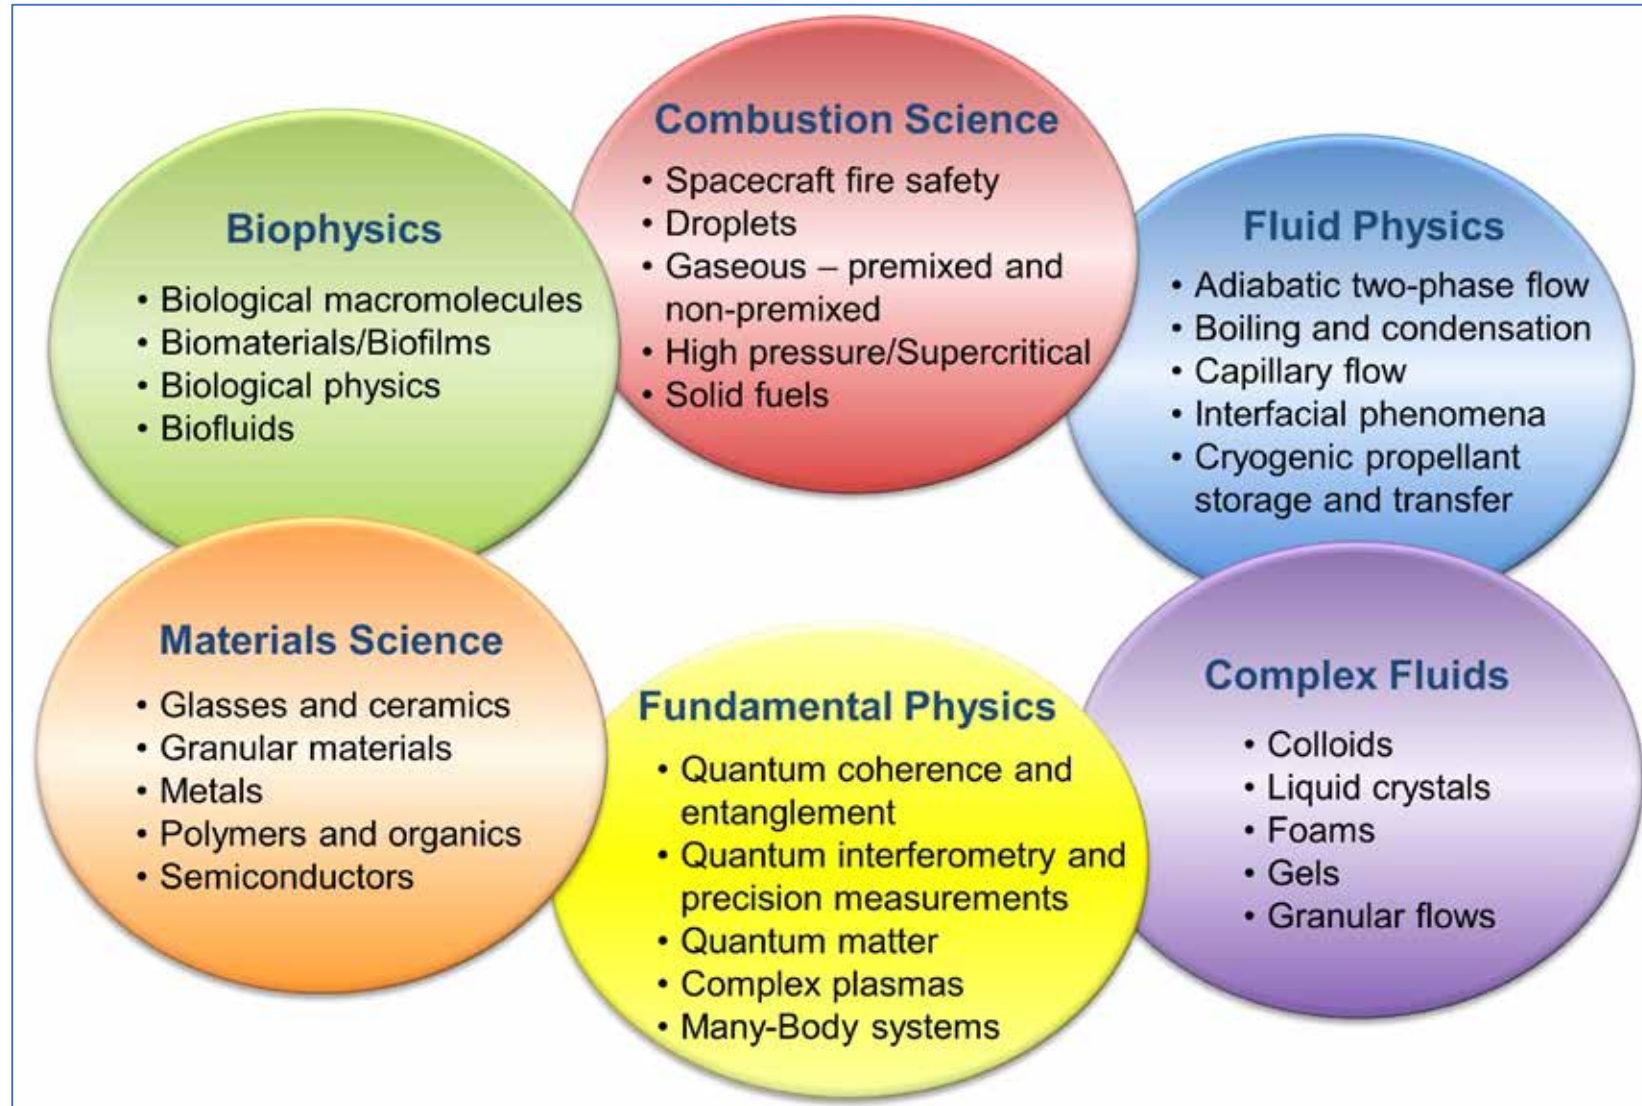 Combustion Science
• Spacecraft fire safety
• Droplets
• Gaseous – premixed and
non-premixed
• High pressure/Supercritical
• Solid fuels
Biophysics
• Biological macromolecules
• Biomaterials/Biofilms
• Biological physics
• Biofluids
Fluid Physics
• Adiabatic two-phase flow
• Boiling and condensation
• Capillary flow
• Interfacial phenomena
• Cryogenic propellant
storage and transfer
Materials Science
• Glasses and ceramics
• Granular materials
• Metals
• Polymers and organics
• Semiconductors
Fundamental Physics
• Quantum coherence and
entanglement
• Quantum interferometry and
precision measurements
• Quantum matter
• Complex plasmas
• Many-Body systems
Complex Fluids
• Colloids
• Liquid crystals
• Foams
• Gels
• Granular flows